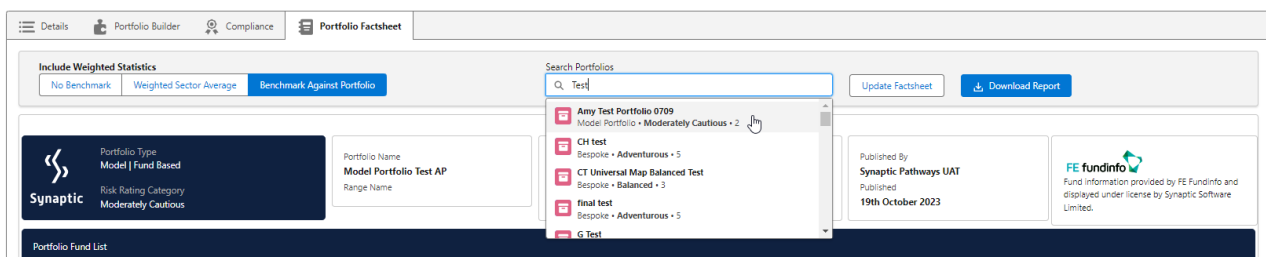 Details Portfolio Builder Compliance Portfolio Factsheet
Include Weighted Statistics
No Benchmark Weighted Sector Average Benchmark Against Portfolio
Search Portfolios
Test
Update Factsheet Download Report
Amy Test Portfolio 0709
Model Portfolio • Moderately Cautious • 2
CH test
Bespoke • Adventurous • 5
CT Universal Map Balanced Test
Bespoke • Balanced • 3
final test
Bespoke • Adventurous • 5
G Test
Synaptic
Portfolio Type
Model | Fund Based
Risk Rating Category
Moderately Cautious
Portfolio Name
Model Portfolio Test AP
Range Name
Published By
Synaptic Pathways UAT
Published
19th October 2023
FE fundinfo
Fund information provided by FE Fundinfo and
displayed under license by Synaptic Software
Limited.
Portfolio Fund List